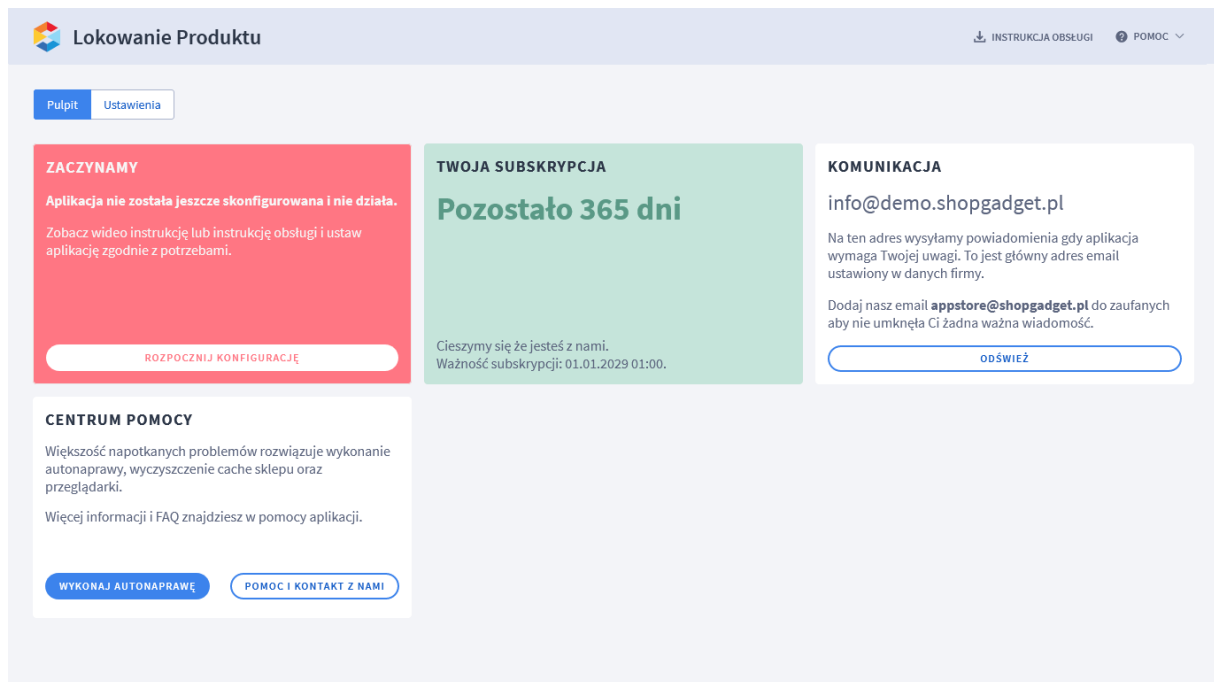 Lokowanie Produktu
INSTRUKCJA OBSŁUGI
POMOC
Pulpit
Ustawienia
ZACZYNAMY
Aplikacja nie została jeszcze skonfigurowana i nie działa.
Zobacz wideo instrukcję lub instrukcję obsługi i ustaw
aplikację zgodnie z potrzebami.
ROZPOCZNIJ KONFIGURACJĘ
TWOJA SUBSKRYPCJA
Pozostało 365 dni
Cieszymy się że jesteś z nami.
Ważność subskrypcji: 01.01.2029 01:00.
KOMUNIKACJA
info@demo.shopgadget.pl
Na ten adres wysyłamy powiadomienia gdy aplikacja
wymaga Twojej uwagi. To jest główny adres email
ustawiony w danych firmy.
Dodaj nasz email appstore@shopgadget.pl do zaufanych
aby nie umknęła Ci żadna ważna wiadomość.
ODŚWIEŻ
CENTRUM POMOCY
Większość napotkanych problemów rozwiązuje wykonanie
autonaprawy, wyczyszczenie cache sklepu oraz
przeglądarki.
Więcej informacji i FAQ znajdziesz w pomocy aplikacji.
WYKONAJ AUTONAPRAWĘ
POMOC I KONTAKT Z NAMI